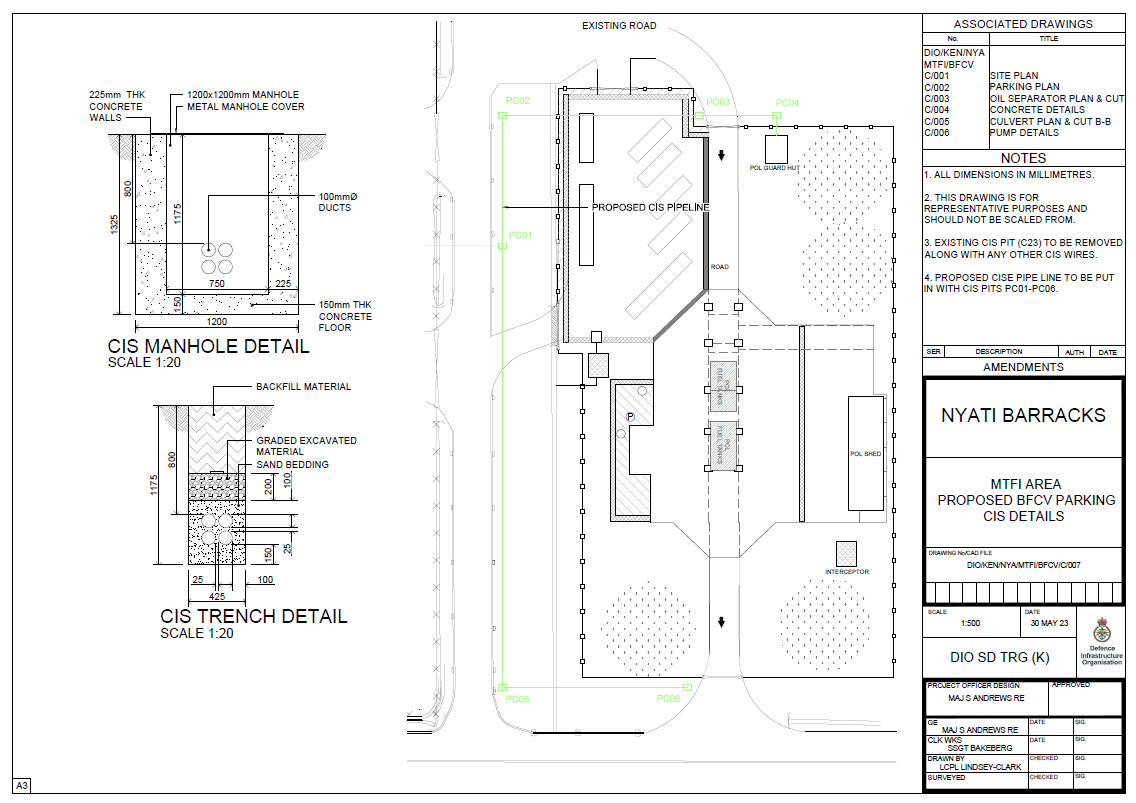 EXISTING ROAD
225mm THK
CONCRETE
WALLS
1200x1200mm MANHOLE
METAL MANHOLE COVER
100mmØ
DUCTS
800
1325
1175
750
225
150
150mm THK
CONCRETE
FLOOR
1200
CIS MANHOLE DETAIL
SCALE 1:20
BACKFILL MATERIAL
GRADED EXCAVATED
MATERIAL
SAND BEDDING
800
1175
200
100
150
25
25
100
425
CIS TRENCH DETAIL
SCALE 1:20
PC02
PC03
PC04
POL GUARD HUT
PROPOSED CIS PIPELINE
PC01
ROAD
POL
FUEL TANKS
POL
FUEL TANKS
P
POL SHED
INTERCEPTOR
PC05
PC06
A3
ASSOCIATED DRAWINGS
No. TITLE
DIO/KEN/NYA
MTFI/BFCV
C/001 SITE PLAN
C/002 PARKING PLAN
C/003 OIL SEPARATOR PLAN & CUT
C/004 CONCRETE DETAILS
C/005 CULVERT PLAN & CUT B-B
C/006 PUMP DETAILS
NOTES
1. ALL DIMENSIONS IN MILLIMETRES.
2. THIS DRAWING IS FOR
REPRESENTATIVE PURPOSES AND
SHOULD NOT BE SCALED FROM.
3. EXISTING CIS PIT (C23) TO BE REMOVED
ALONG WITH ANY OTHER CIS WIRES.
4. PROPOSED CISE PIPE LINE TO BE PUT
IN WITH CIS PITS PC01-PC06.
SER DESCRIPTION AUTH DATE
AMENDMENTS
NYATI BARRACKS
MTFI AREA
PROPOSED BFCV PARKING
CIS DETAILS
DRAWING No/CAD FILE
DIO/KEN/NYA/MTFI/BFCV/C/007
SCALE
1:500
DATE
30 MAY 23
DIO SD TRG (K)
Defence
Infrastructure
Organisation
PROJECT OFFICER DESIGN
MAJ S ANDREWS RE
APPROVED
GE
MAJ S ANDREWS RE
DATE
SIG.
CLK WKS
SSGT BAKEBERG
DATE
SIG.
DRAWN BY
LCPL LINDSEY-CLARK
CHECKED
SIG.
SURVEYED
CHECKED
SIG.